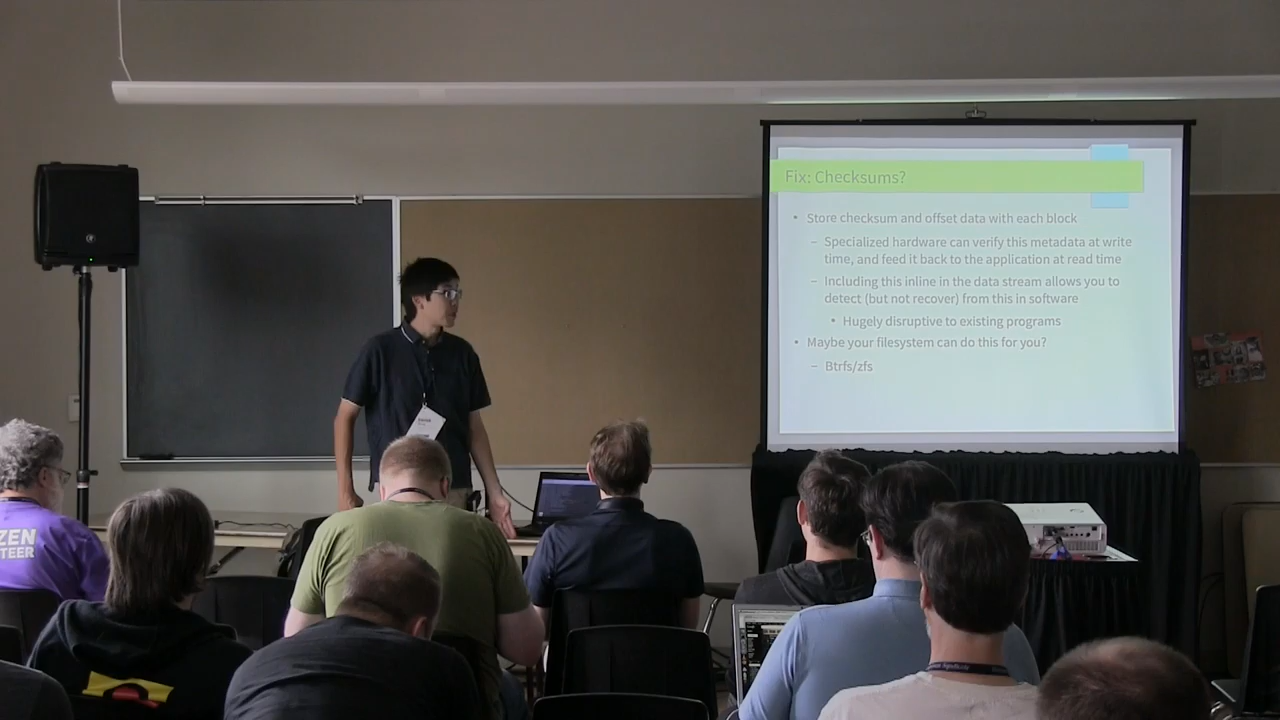 Fix: Checksums?
• Store checksum and offset data with each block
– Specialized hardware can verify this metadata at write
time, and feed it back to the application at read time
– Including this inline in the data stream allows you to
detect (but not recover) from this in software
• Hugely disruptive to existing programs
• Maybe your filesystem can do this for you?
– Btrfs/zfs
ZEN
TEER